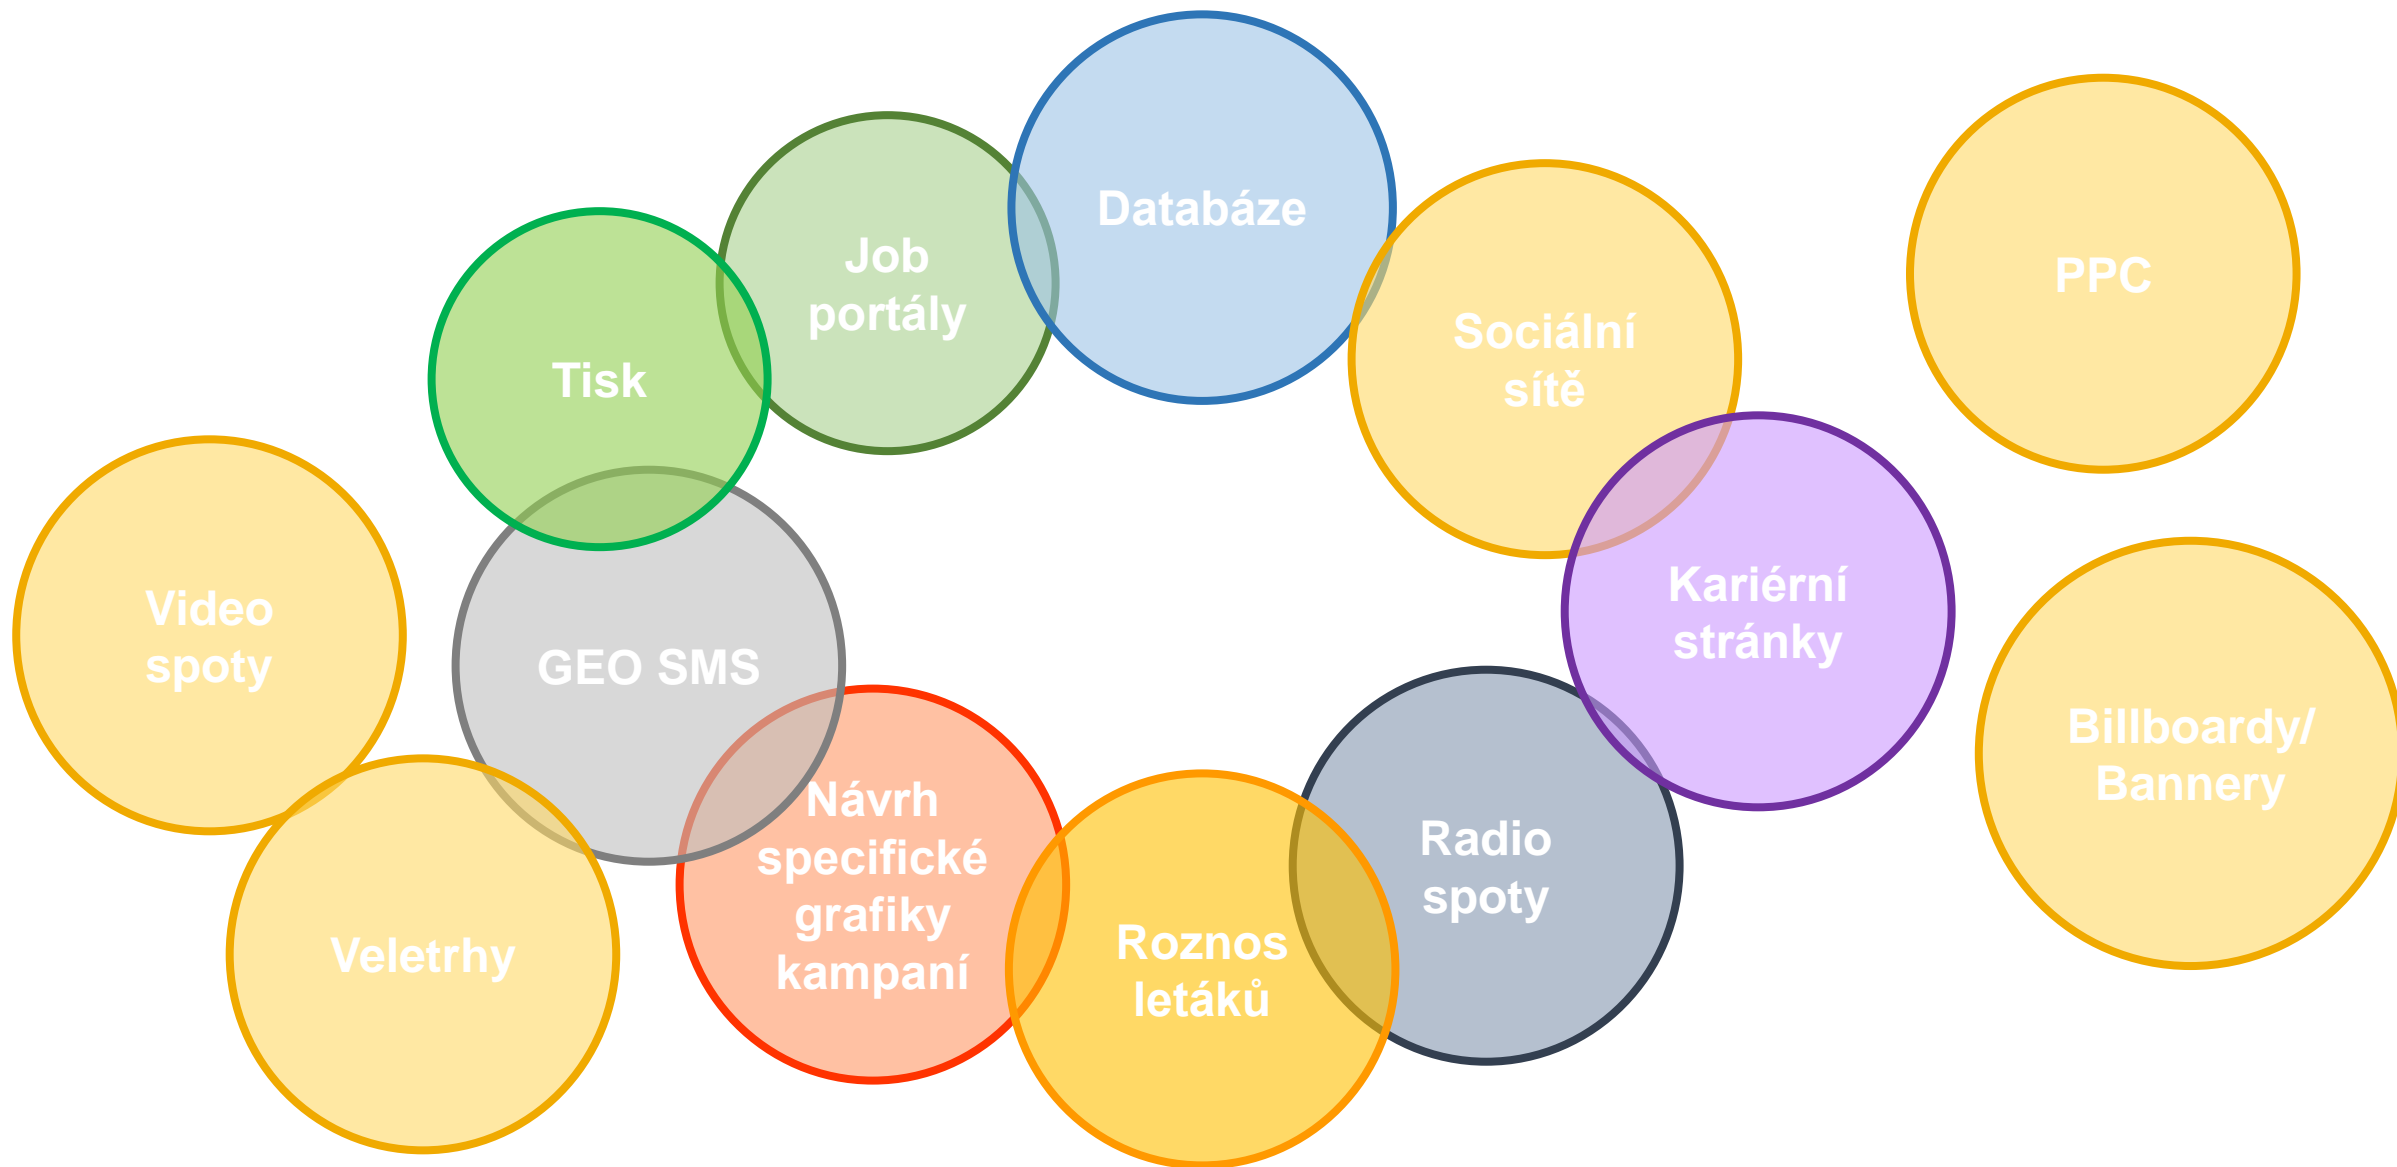 Databáze
Job
portály
PPC
Sociální
sítě
Tisk
Video
spoty
GEO SMS
Kariérní
stránky
Billboardy/
Bannery
Návrh
specifické
grafiky
kampaní
Radio
spoty
Veletrhy
Roznos
letáků